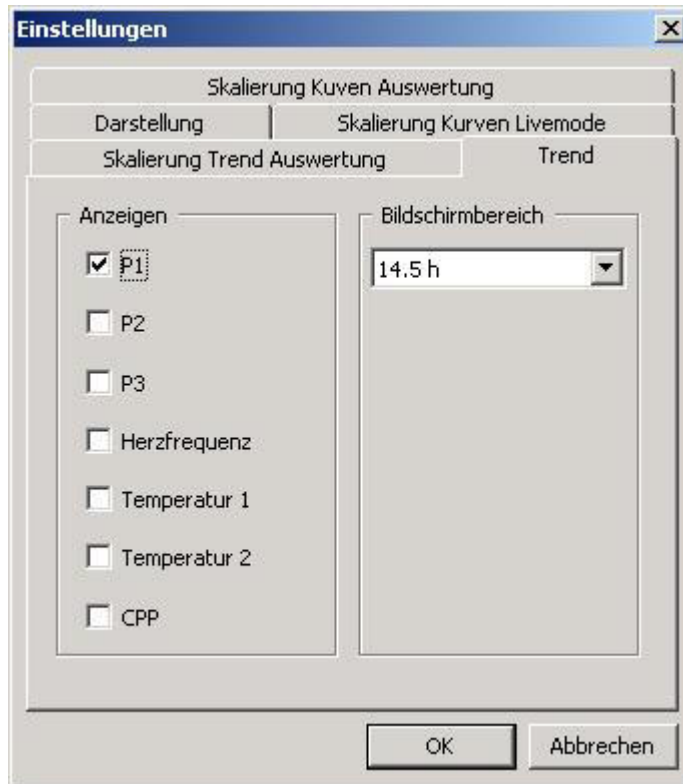 Einstellungen
Skalierung Kuven Auswertung
Darstellung
Skalierung Kurven Livemode
Skalierung Trend Auswertung
Trend
Anzeigen
P1
P2
P3
Herzfrequenz
Temperatur 1
Temperatur 2
CPP
Bildschirmbereich
14.5 h
OK
Abbrechen